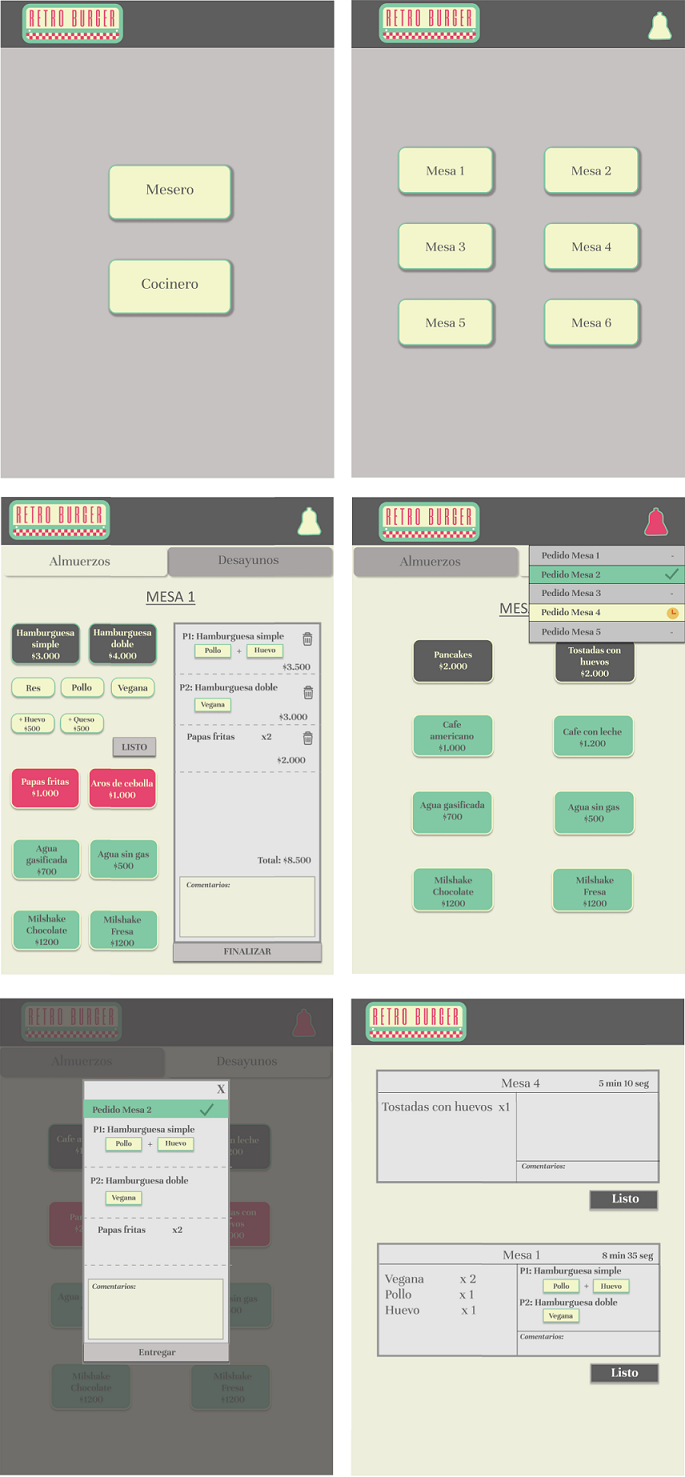 RETRO BURGER
Mesero
Cocinero
RETRO BURGER
Mesa 1
Mesa 2
Mesa 3
Mesa 4
Mesa 5
Mesa 6
RETRO BURGER
Almuerzos
Desayunos
MESA 1
Hamburguesa
simple
$3.000
Hamburguesa
doble
$4.000
Res
Pollo
Vegana
+ Huevo
$500
+ Queso
$500
LISTO
Papas fritas
$1.000
Aros de cebolla
$1.000
Agua
gasificada
$700
Agua sin gas
$500
Milshake
Chocolate
$1200
Milshake
Fresa
$1200
P1: Hamburguesa simple
Pollo + Huevo
$3.500
P2: Hamburguesa doble
Vegana
$3.000
Papas fritas x2
$2.000
Total: $8.500
Comentarios:
FINALIZAR
RETRO BURGER
Almuerzos
Pedido Mesa 1 -
Pedido Mesa 2
Pedido Mesa 3 -
Pedido Mesa 4
Pedido Mesa 5 -
MES
Pancakes
$2.000
Tostadas con
huevos
$2.000
Cafe
americano
$1.000
Cafe con leche
$1.200
Agua gasificada
$700
Agua sin gas
$500
Milshake
Chocolate
$1200
Milshake
Fresa
$1200
RETRO BURGER
Almuerzos
Desayunos
X
Pedido Mesa 2
P1: Hamburguesa simple
Pollo + Huevo
P2: Hamburguesa doble
Vegana
Papas fritas x2
Comentarios:
Entregar
Milshake
Chocolate
$1200
Milshake
Fresa
$1200
RETRO BURGER
Mesa 4
5 min 10 seg
Tostadas con huevos x1
Comentarios:
Listo
Mesa 1
8 min 35 seg
Vegana x 2
Pollo x 1
Huevo x 1
P1: Hamburguesa simple
Pollo + Huevo
P2: Hamburguesa doble
Vegana
Comentarios:
Listo